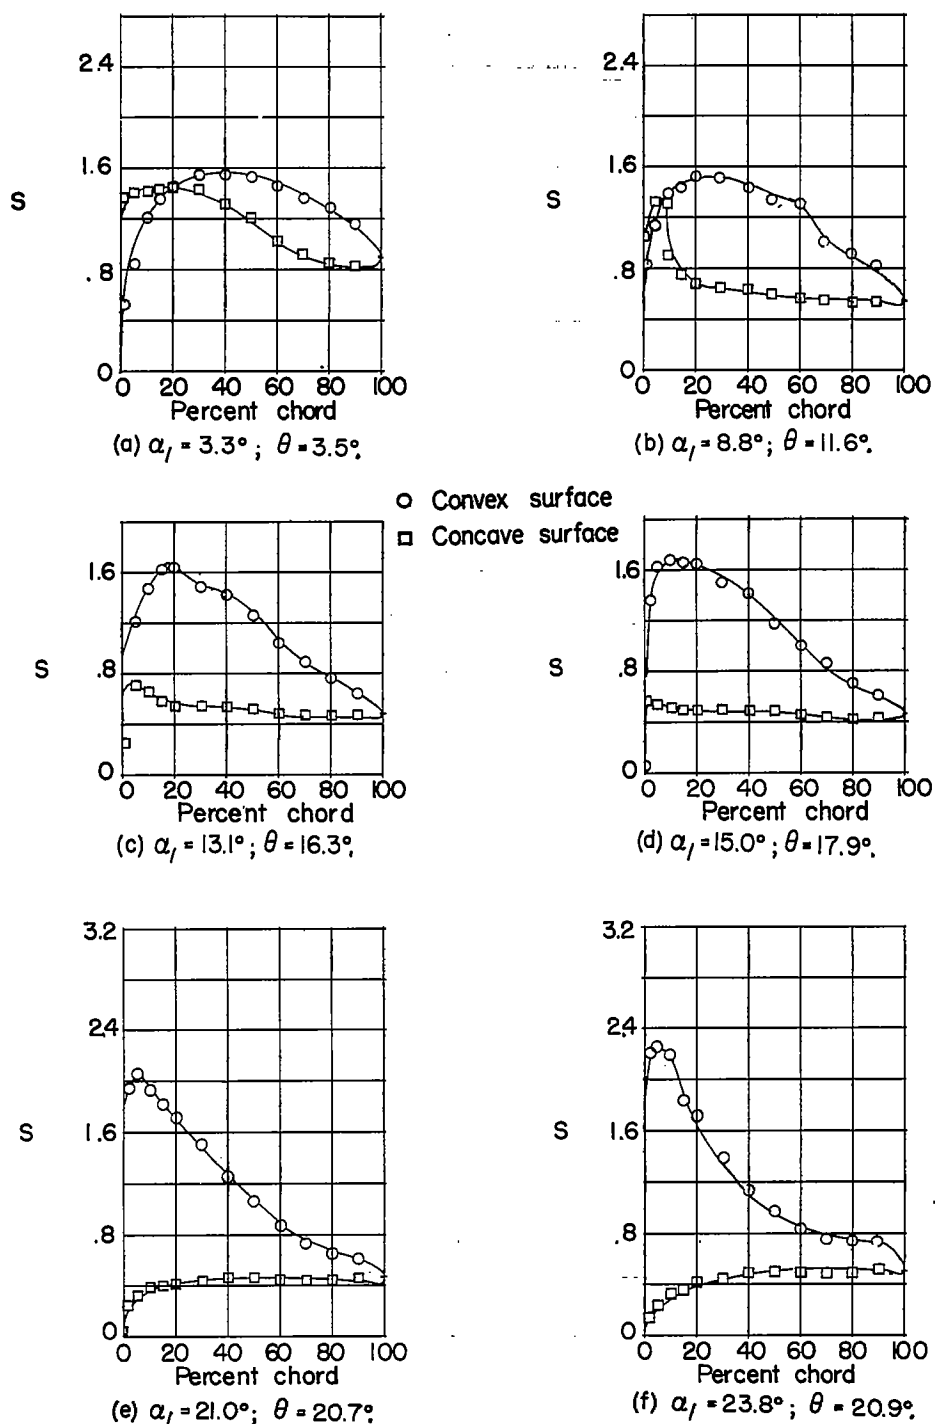 2.4
1.6
S
.8
0
0 20 40 60 80 100
Percent chord
(a) α₁ = 3.3°; θ = 3.5°.
2.4
1.6
S
.8
0
0 20 40 60 80 100
Percent chord
(b) α₁ = 8.8°; θ = 11.6°.
○ Convex surface
□ Concave surface
1.6
S
.8
0
0 20 40 60 80 100
Percent chord
(c) α₁ = 13.1°; θ = 16.3°.
1.6
S
.8
0
0 20 40 60 80 100
Percent chord
(d) α₁ = 15.0°; θ = 17.9°.
3.2
2.4
1.6
S
.8
0
0 20 40 60 80 100
Percent chord
(e) α₁ = 21.0°; θ = 20.7°.
3.2
2.4
1.6
S
.8
0
0 20 40 60 80 100
Percent chord
(f) α₁ = 23.8°; θ = 20.9°.